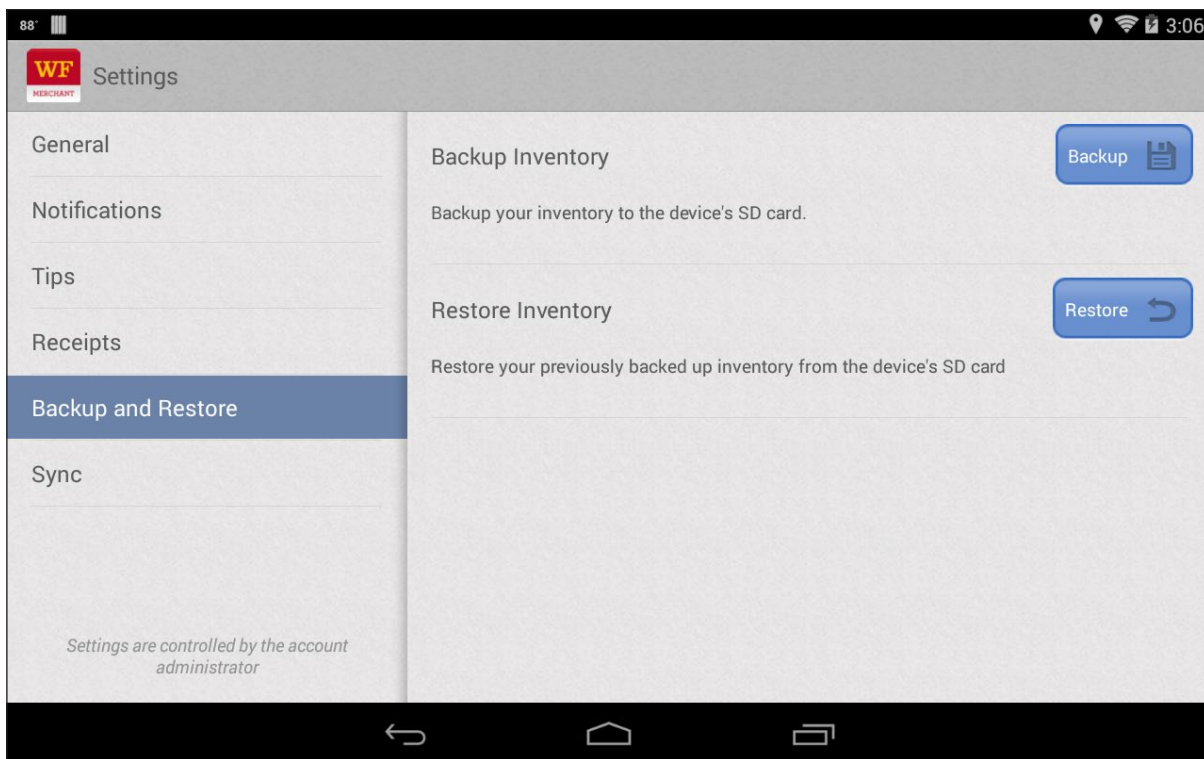 88°
3:06
WF
MERCHANT
Settings
General
Notifications
Tips
Receipts
Backup and Restore
Sync
Settings are controlled by the account
administrator
Backup Inventory
Backup
Backup your inventory to the device's SD card.
Restore Inventory
Restore
Restore your previously backed up inventory from the device's SD card